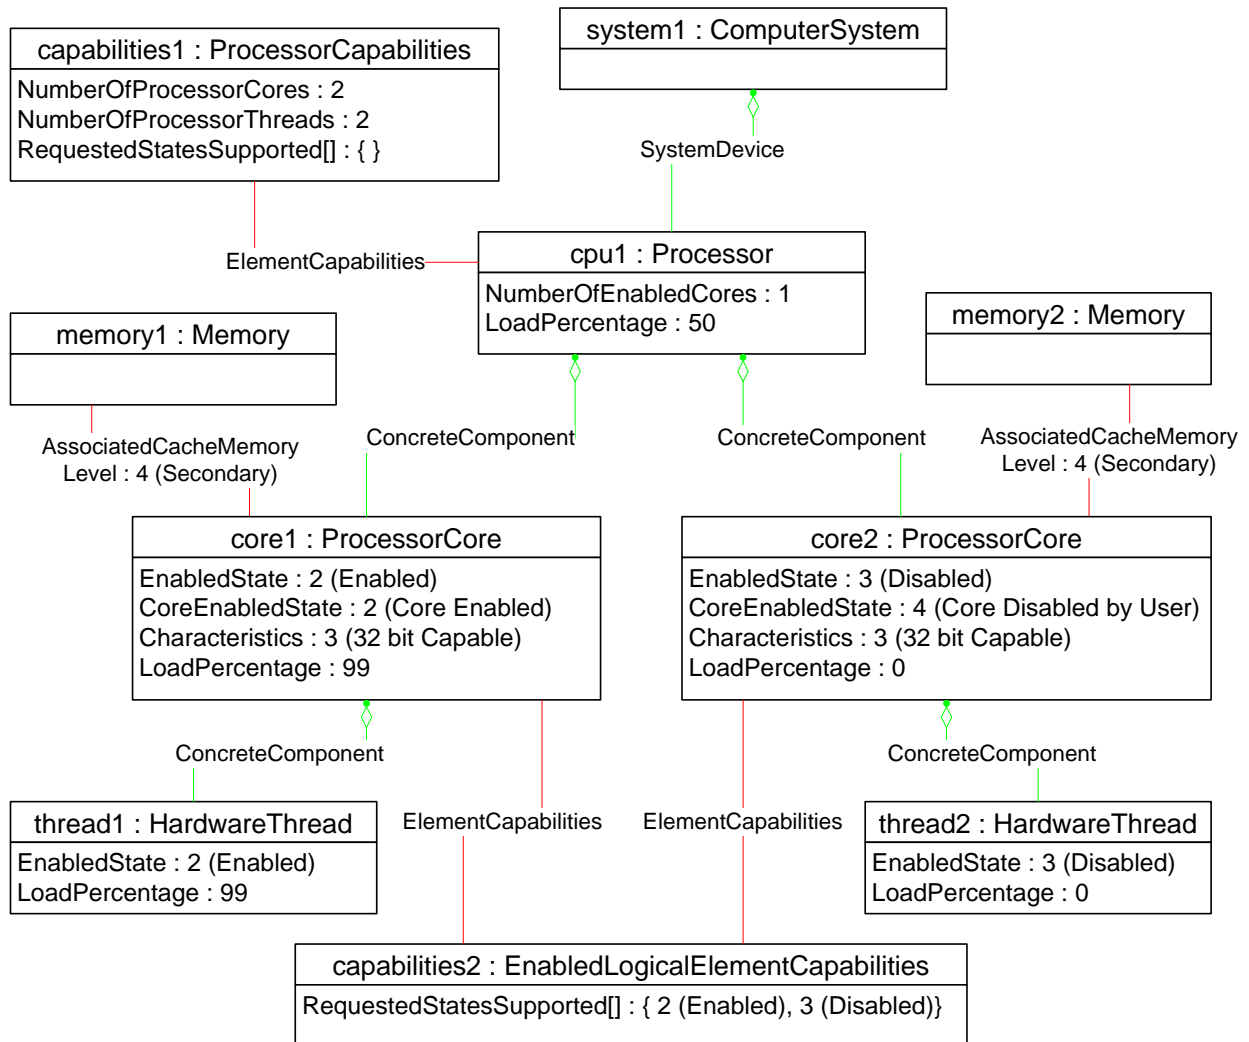 system1 : ComputerSystem
capabilities1 : ProcessorCapabilities
NumberOfProcessorCores : 2
NumberOfProcessorThreads : 2
RequestedStatesSupported[] : { }
SystemDevice
ElementCapabilities
cpu1 : Processor
NumberOfEnabledCores : 1
LoadPercentage : 50
memory1 : Memory
memory2 : Memory
AssociatedCacheMemory
Level : 4 (Secondary)
ConcreteComponent
ConcreteComponent
AssociatedCacheMemory
Level : 4 (Secondary)
core1 : ProcessorCore
EnabledState : 2 (Enabled)
CoreEnabledState : 2 (Core Enabled)
Characteristics : 3 (32 bit Capable)
LoadPercentage : 99
core2 : ProcessorCore
EnabledState : 3 (Disabled)
CoreEnabledState : 4 (Core Disabled by User)
Characteristics : 3 (32 bit Capable)
LoadPercentage : 0
ConcreteComponent
ConcreteComponent
thread1 : HardwareThread
EnabledState : 2 (Enabled)
LoadPercentage : 99
ElementCapabilities
ElementCapabilities
thread2 : HardwareThread
EnabledState : 3 (Disabled)
LoadPercentage : 0
capabilities2 : EnabledLogicalElementCapabilities
RequestedStatesSupported[] : { 2 (Enabled), 3 (Disabled)}